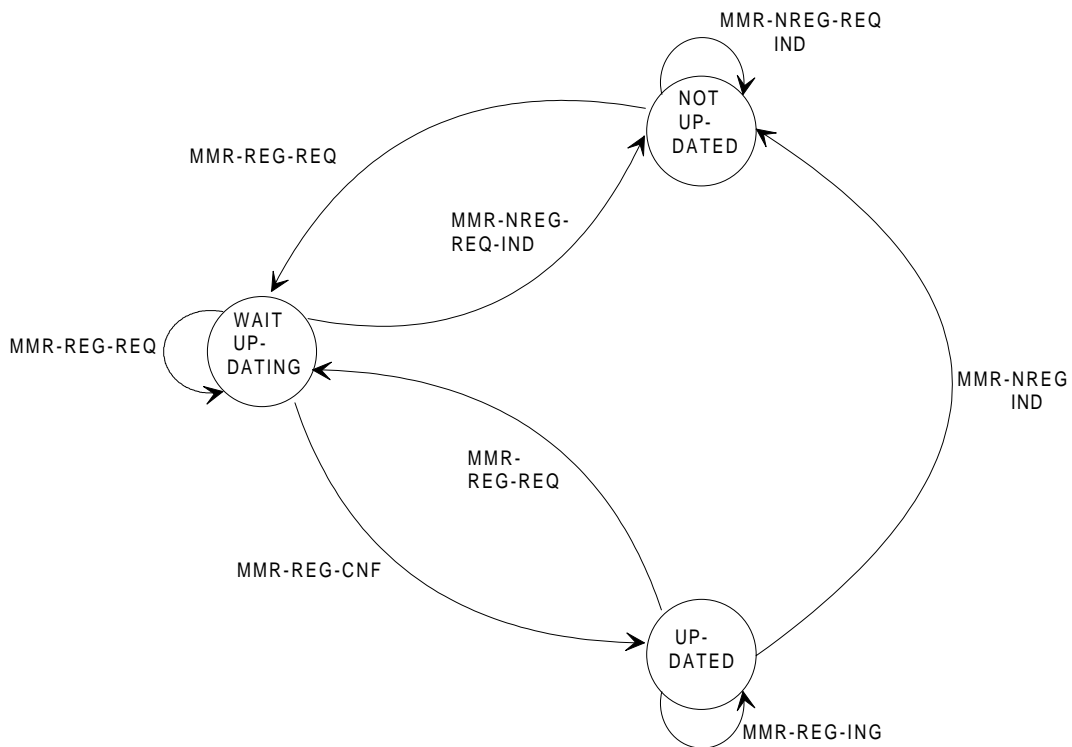 MMR-NREG-REQ
IND
NOT
UP-
DATED
MMR-REG-REQ
MMR-NREG-
REQ-IND
WAIT
UP-
DATING
MMR-REG-REQ
MMR-NREG
IND
MMR-
REG-REQ
MMR-REG-CNF
UP-
DATED
MMR-REG-ING